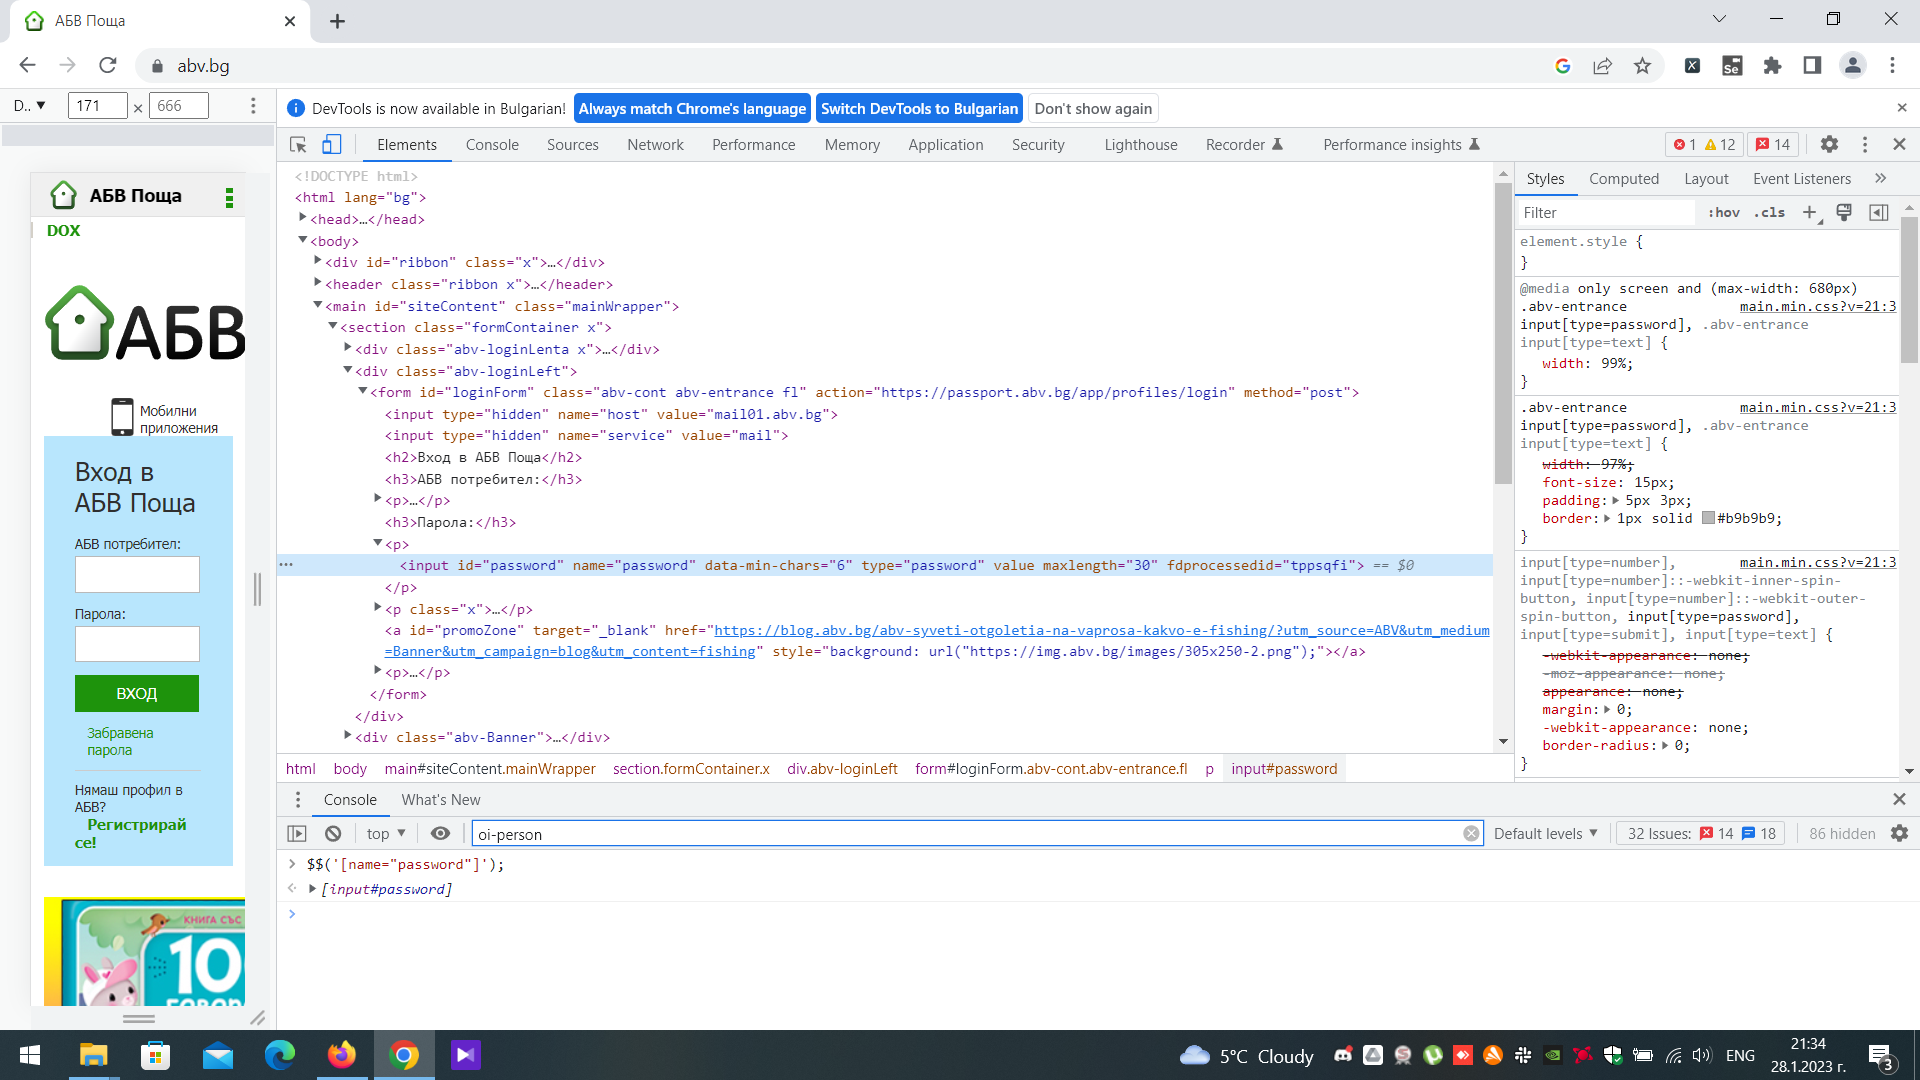 АБВ Поща
abv.bg
D.. ▼ 171 × 666
DevTools is now available in Bulgarian! Always match Chrome's language Switch DevTools to Bulgarian Don't show again
Elements Console Sources Network Performance Memory Application Security Lighthouse Recorder Performance insights 1 12 14
АБВ Поща
DOX
АБВ
Мобилни
приложения
Вход в
АБВ Поща
АБВ потребител:
Парола:
ВХОД
Забравена
парола
Нямаш профил в
АБВ?
Регистрирай
се!
КНИГА СЪС
<!DOCTYPE html>
<html lang="bg">
<head>…</head>
<body>
<div id="ribbon" class="x">…</div>
<header class="ribbon x">…</header>
<main id="siteContent" class="mainWrapper">
<section class="formContainer x">
<div class="abv-loginLenta x">…</div>
<div class="abv-loginLeft">
<form id="loginForm" class="abv-cont abv-entrance fl" action="https://passport.abv.bg/app/profiles/login" method="post">
<input type="hidden" name="host" value="mail01.abv.bg">
<input type="hidden" name="service" value="mail">
<h2>Вход в АБВ Поща</h2>
<h3>АБВ потребител:</h3>
<p>…</p>
<h3>Парола:</h3>
<p>
<input id="password" name="password" data-min-chars="6" type="password" value maxlength="30" fdprocessedid="tppsqfi"> == $0
</p>
<p class="x">…</p>
<a id="promoZone" target="_blank" href="https://blog.abv.bg/abv-syveti-otgoletia-na-vaprosa-kakvo-e-fishing/?utm_source=ABV&utm_medium
=Banner&utm_campaign=blog&utm_content=fishing" style="background: url("https://img.abv.bg/images/305x250-2.png");"></a>
<p>…</p>
</form>
</div>
<div class="abv-Banner">…</div>
html body main#siteContent.mainWrapper section.formContainer.x div.abv-loginLeft form#loginForm.abv-cont.abv-entrance.fl p input#password
Styles Computed Layout Event Listeners »
Filter :hov .cls
element.style {
}
@media only screen and (max-width: 680px)
.abv-entrance main.min.css?v=21:3
input[type=password], .abv-entrance
input[type=text] {
width: 99%;
}
.abv-entrance main.min.css?v=21:3
input[type=password], .abv-entrance
input[type=text] {
width: 97%;
font-size: 15px;
padding: 5px 3px;
border: 1px solid #b9b9b9;
}
input[type=number], main.min.css?v=21:3
input[type=number]::-webkit-inner-spin-
button, input[type=number]::-webkit-outer-
spin-button, input[type=password],
input[type=submit], input[type=text] {
-webkit-appearance: none;
-moz-appearance: none;
appearance: none;
margin: 0;
-webkit-appearance: none;
border-radius: 0;
}
Console What's New
top ▼ oi-person Default levels ▼ 32 Issues: 14 18 86 hidden
$$('[name="password"]');
[input#password]
5°C Cloudy ENG 21:34
28.1.2023 г. 3